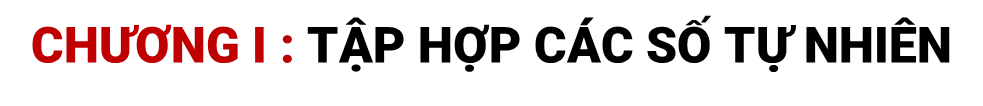 CHƯƠNG I : TẬP HỢP CÁC SỐ TỰ NHIÊN